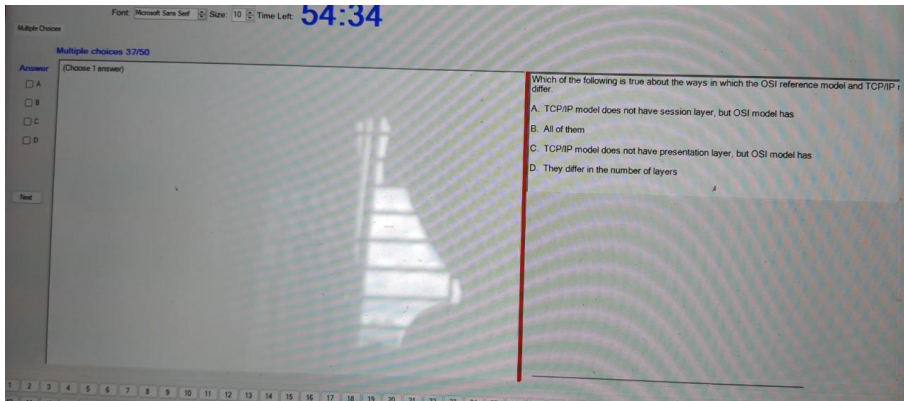 Font: Microsoft Sans Serif Size: 10 Time Left: 54:34
Multiple Choices
Multiple choices 37/50
Answer
(Choose 1 answer)
A
B
C
D
Next
Which of the following is true about the ways in which the OSI reference model and TCP/IP
differ.
A. TCP/IP model does not have session layer, but OSI model has
B. All of them
C. TCP/IP model does not have presentation layer, but OSI model has
D. They differ in the number of layers
1 2 3 4 5 6 7 8 9 10 11 12 13 14 15 16 17 18 19 20 21 22